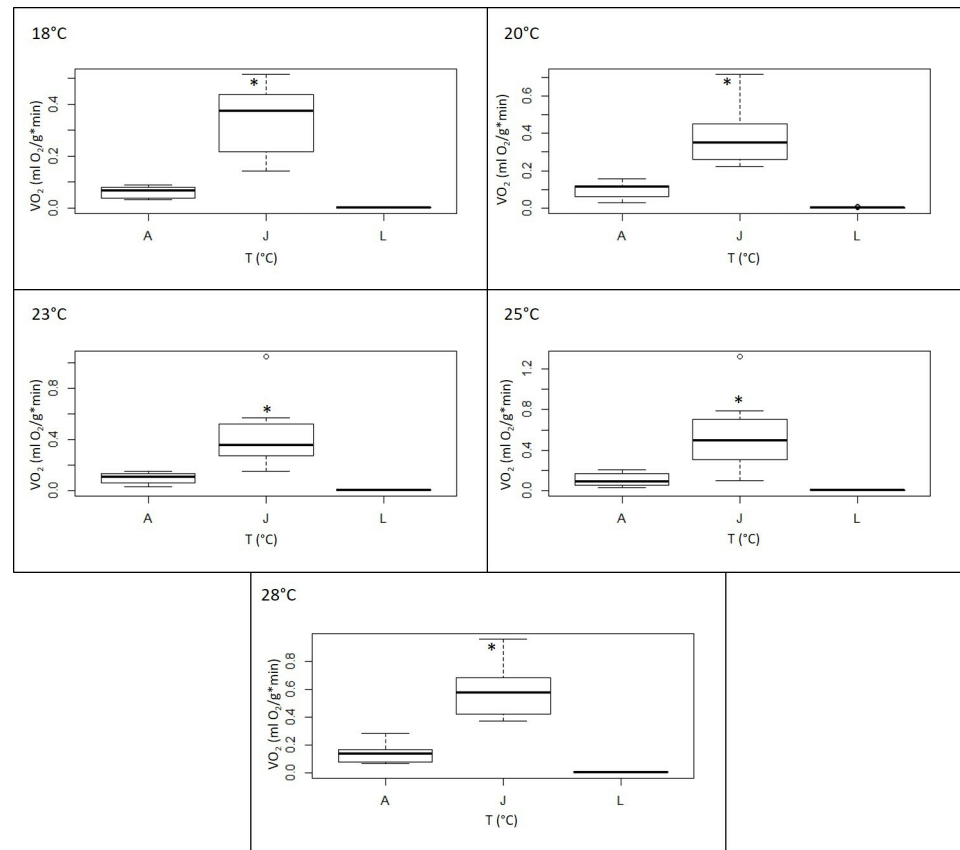 18°C
*
VO₂ (ml O₂/g*min)
0.4
0.2
0.0
A J L
T (°C)
20°C
*
VO₂ (ml O₂/g*min)
0.6
0.4
0.2
0.0
A J L
T (°C)
23°C
*
VO₂ (ml O₂/g*min)
0.8
0.4
0.0
A J L
T (°C)
25°C
*
VO₂ (ml O₂/g*min)
1.2
0.8
0.4
0.0
A J L
T (°C)
28°C
*
VO₂ (ml O₂/g*min)
0.8
0.6
0.4
0.2
0.0
A J L
T (°C)